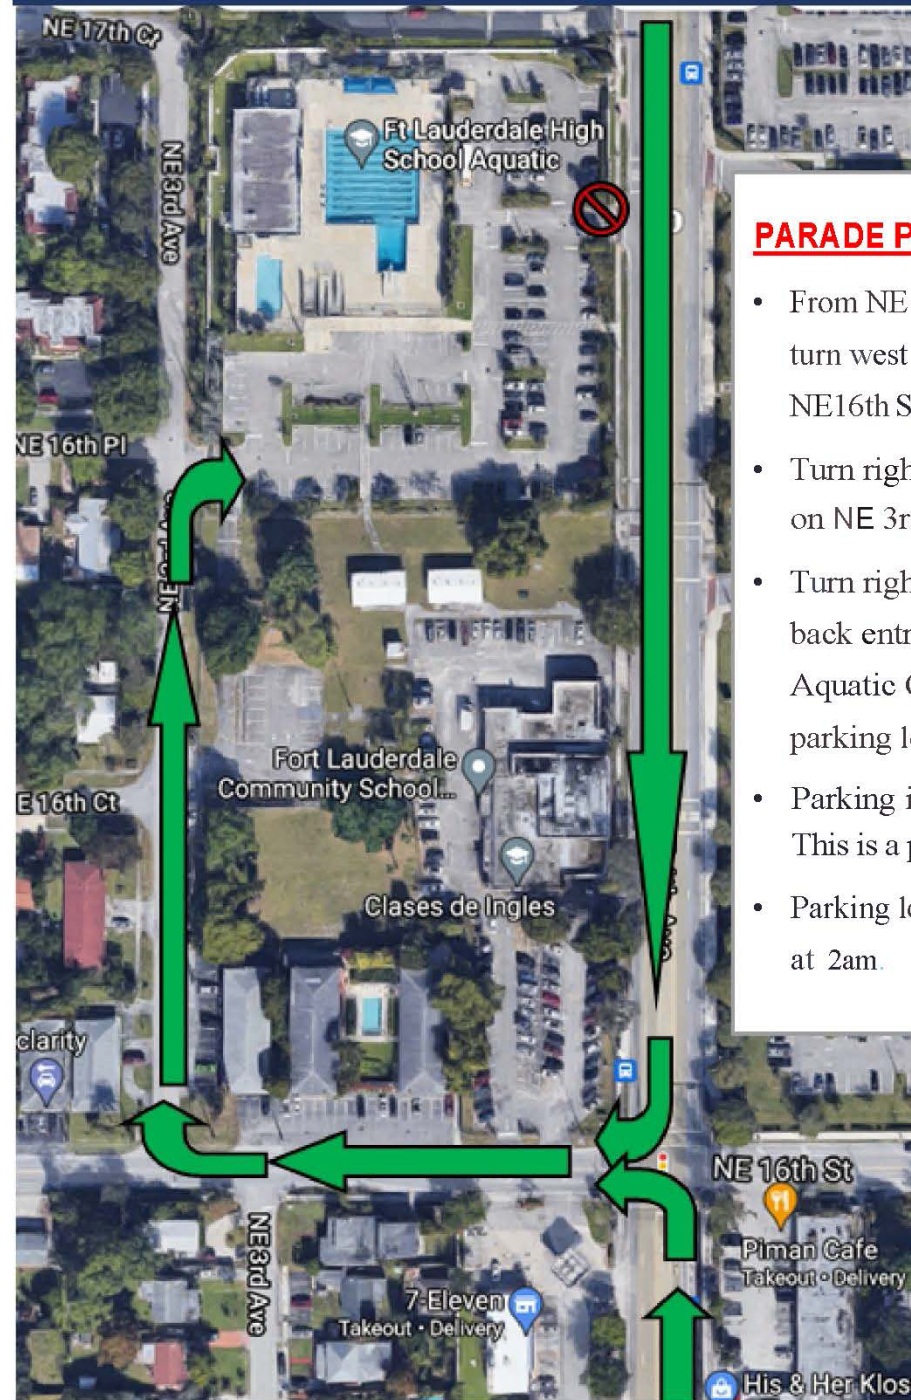 NE 17th Ct
NE 3rd Ave
Ft Lauderdale High
School Aquatic
PARADE P
• From NE
turn west
NE16th S
• Turn righ
on NE 3r
• Turn righ
back entr
Aquatic C
parking l
• Parking i
This is a p
• Parking l
at 2am.
NE 16th Pl
Fort Lauderdale
Community School...
E 16th Ct
Clases de Ingles
clarity
NE 16th St
Piman Cafe
Takeout • Delivery
NE 3rd Ave
7-Eleven
Takeout • Delivery
His & Her Klos